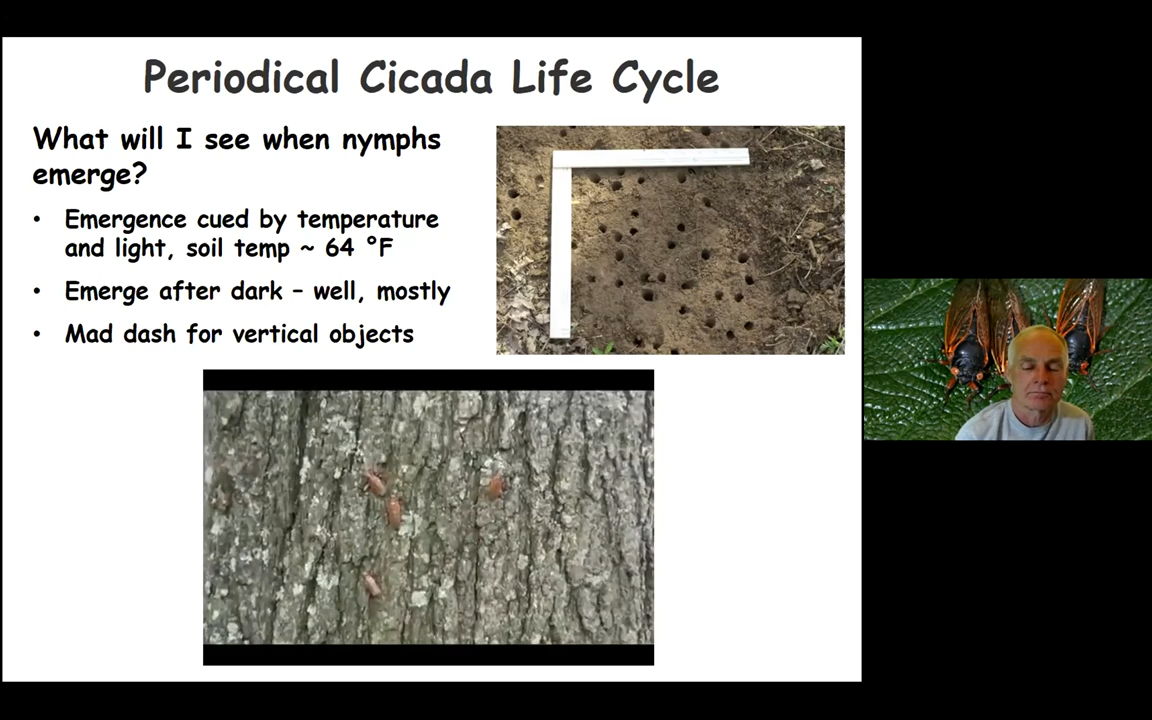 Periodical Cicada Life Cycle
What will I see when nymphs
emerge?
• Emergence cued by temperature
and light, soil temp ~ 64 °F
• Emerge after dark – well, mostly
• Mad dash for vertical objects